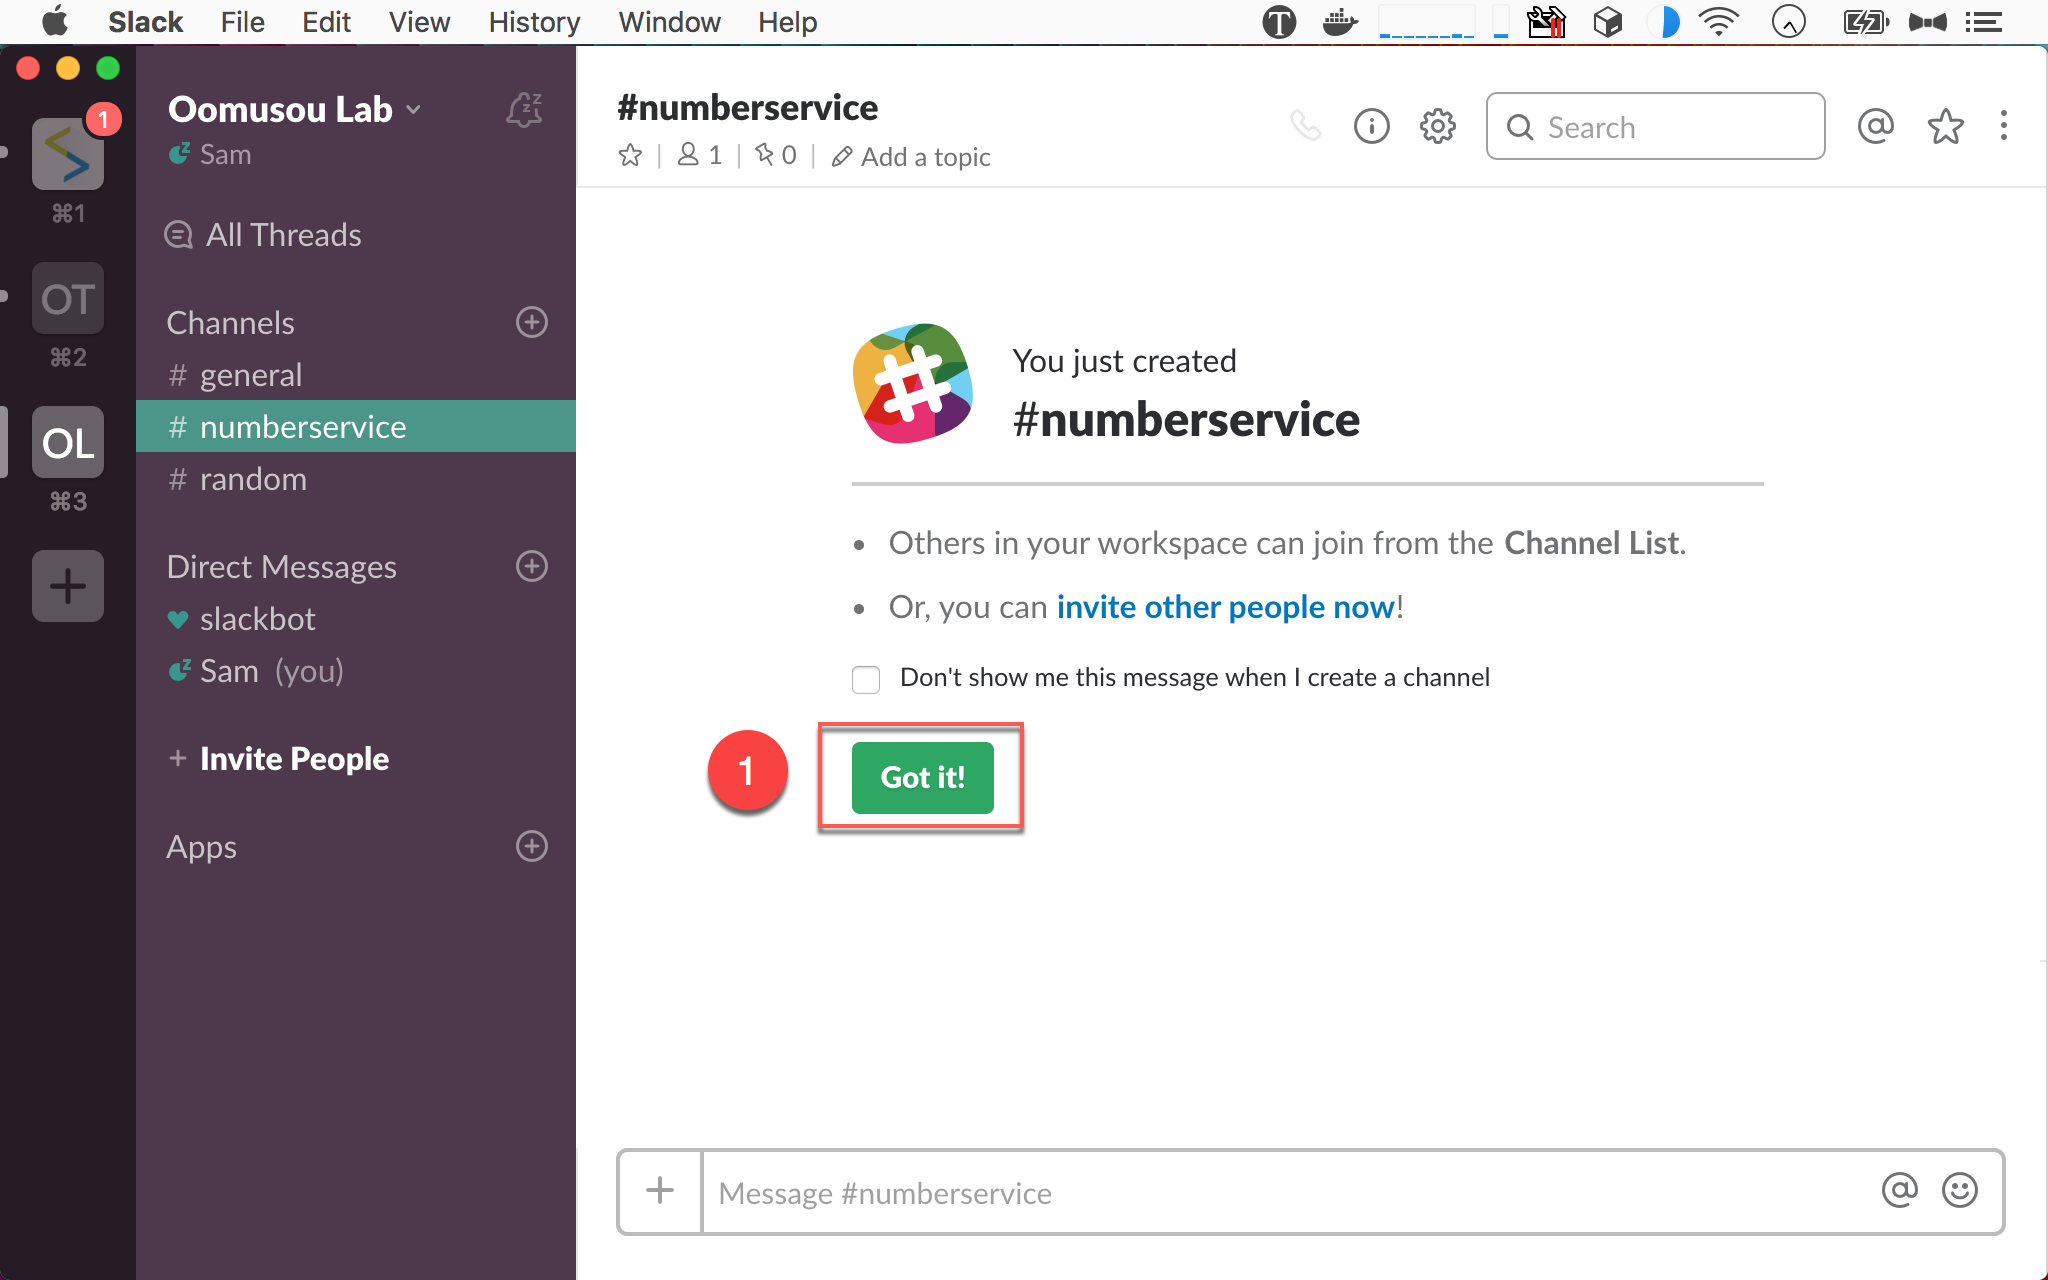 Slack File Edit View History Window Help
1
⌘1
OT
⌘2
OL
⌘3
Oomusou Lab
Sam
All Threads
Channels
# general
# numberservice
# random
Direct Messages
slackbot
Sam (you)
+ Invite People
Apps
#numberservice
1
0
Add a topic
Search
You just created
#numberservice
• Others in your workspace can join from the Channel List.
• Or, you can invite other people now!
Don't show me this message when I create a channel
1
Got it!
Message #numberservice